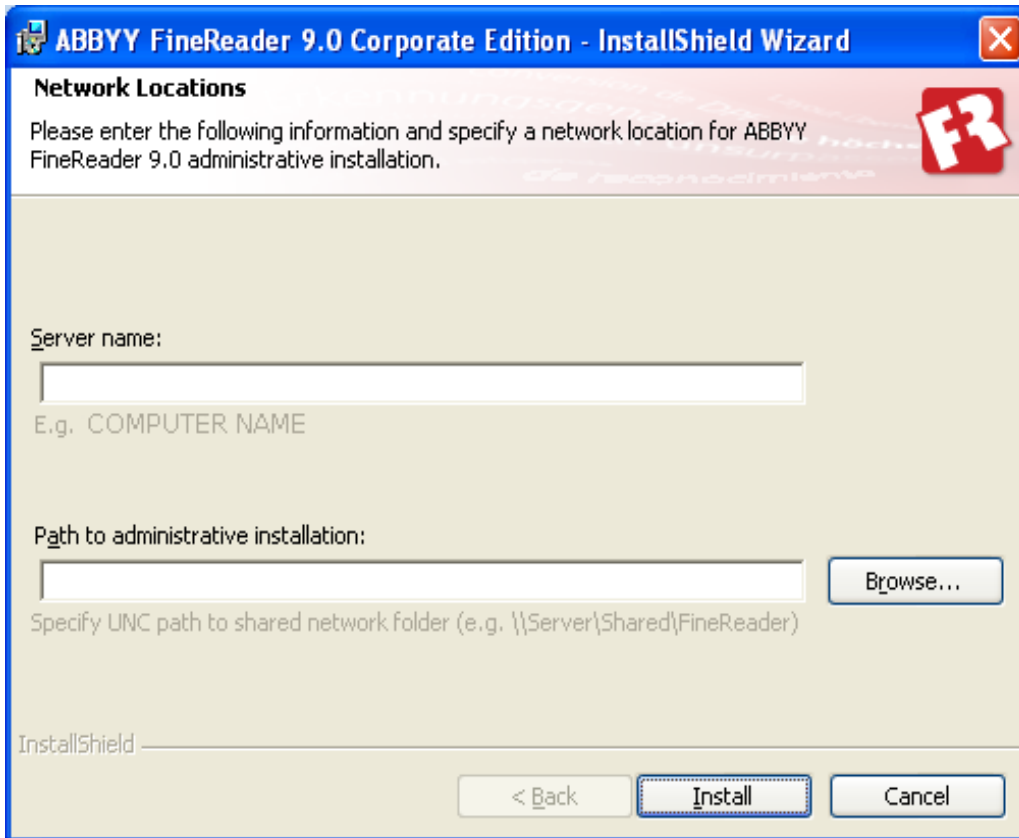 ABBYY FineReader 9.0 Corporate Edition - InstallShield Wizard
Network Locations
Please enter the following information and specify a network location for ABBYY
FineReader 9.0 administrative installation.
Server name:
E.g. COMPUTER NAME
Path to administrative installation:
Browse...
Specify UNC path to shared network folder (e.g. \\Server\Shared\FineReader)
InstallShield
< Back
Install
Cancel